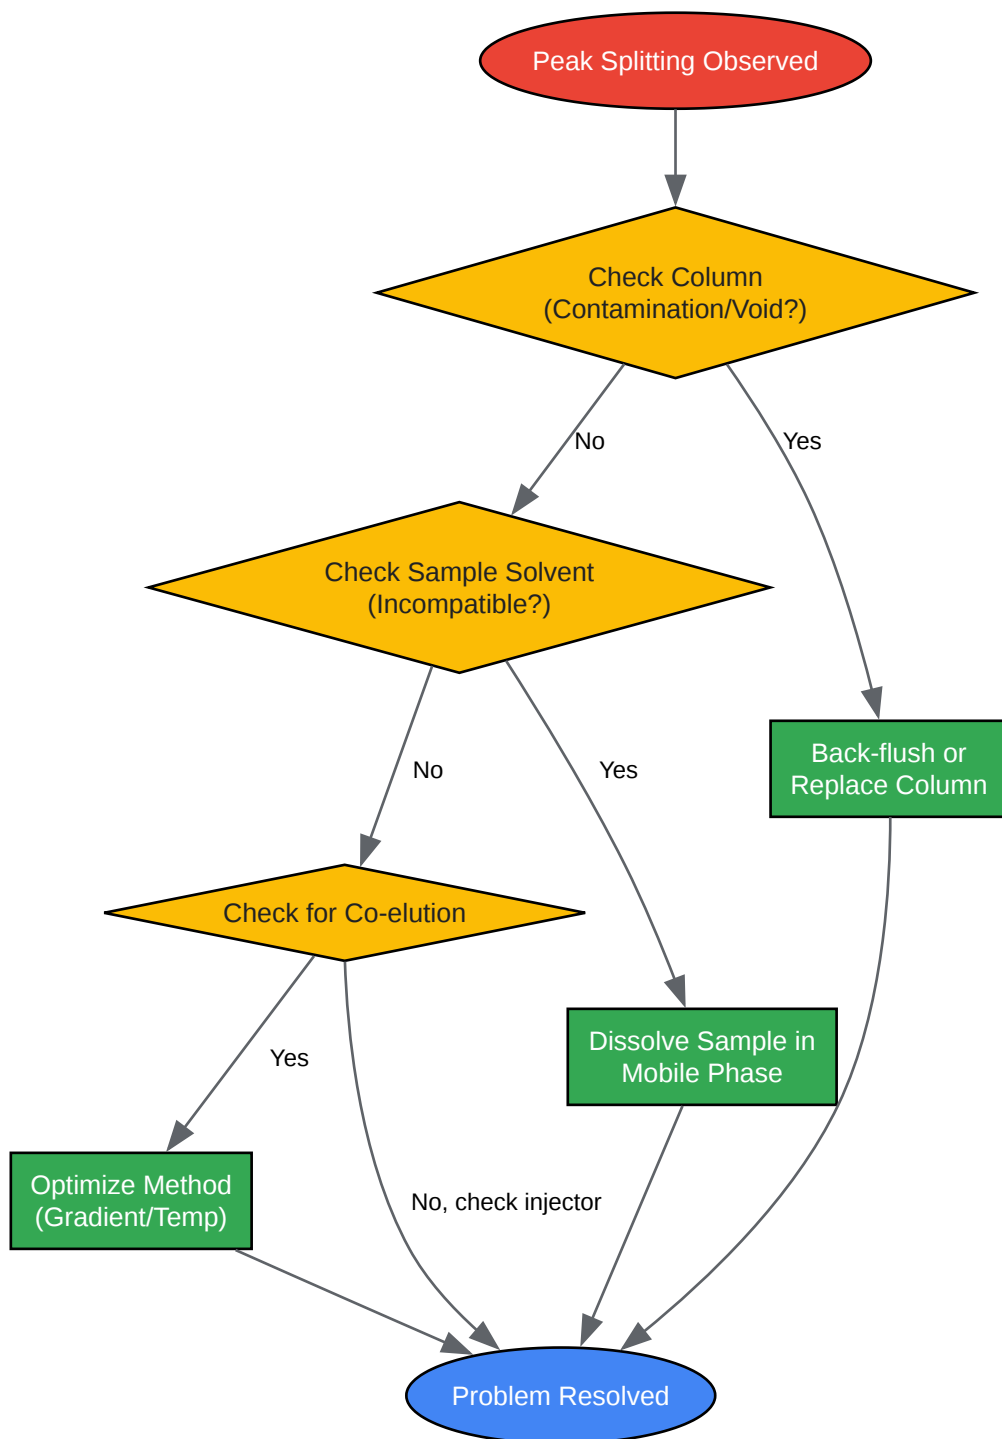 Peak Splitting Observed
Check Column
(Contamination/Void?)
No
Yes
Check Sample Solvent
(Incompatible?)
Back-flush or
Replace Column
No
Yes
Check for Co-elution
Dissolve Sample in
Mobile Phase
Yes
Optimize Method
(Gradient/Temp)
No, check injector
Problem Resolved